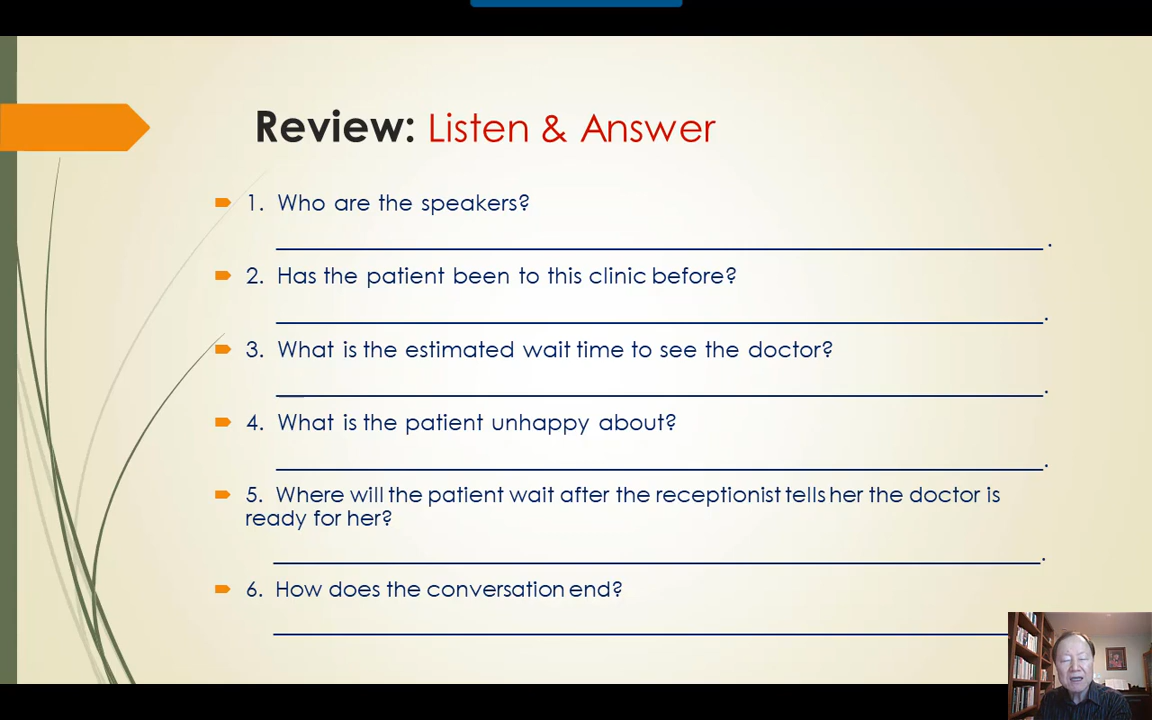 Review: Listen & Answer
1. Who are the speakers?
.
2. Has the patient been to this clinic before?
.
3. What is the estimated wait time to see the doctor?
.
4. What is the patient unhappy about?
.
5. Where will the patient wait after the receptionist tells her the doctor is
ready for her?
.
6. How does the conversation end?